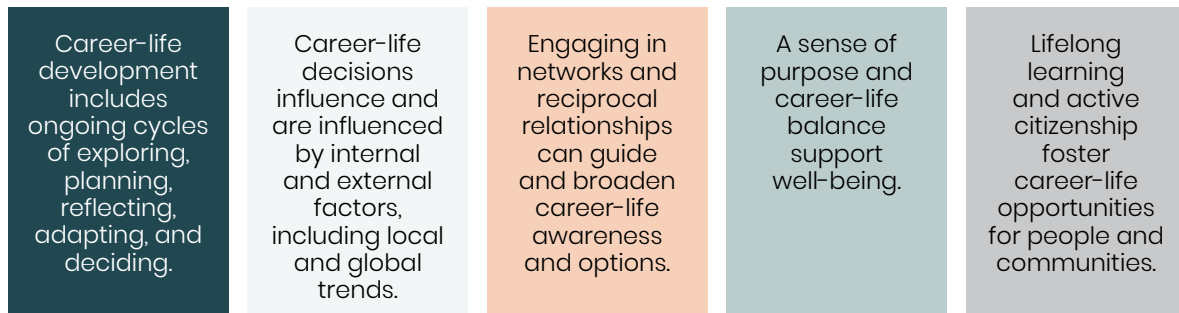 Career-life
development
includes
ongoing cycles
of exploring,
planning,
reflecting,
adapting, and
deciding.
Career-life
decisions
influence and
are influenced
by internal
and external
factors,
including local
and global
trends.
Engaging in
networks and
reciprocal
relationships
can guide
and broaden
career-life
awareness
and options.
A sense of
purpose and
career-life
balance
support
well-being.
Lifelong
learning
and active
citizenship
foster
career-life
opportunities
for people and
communities.